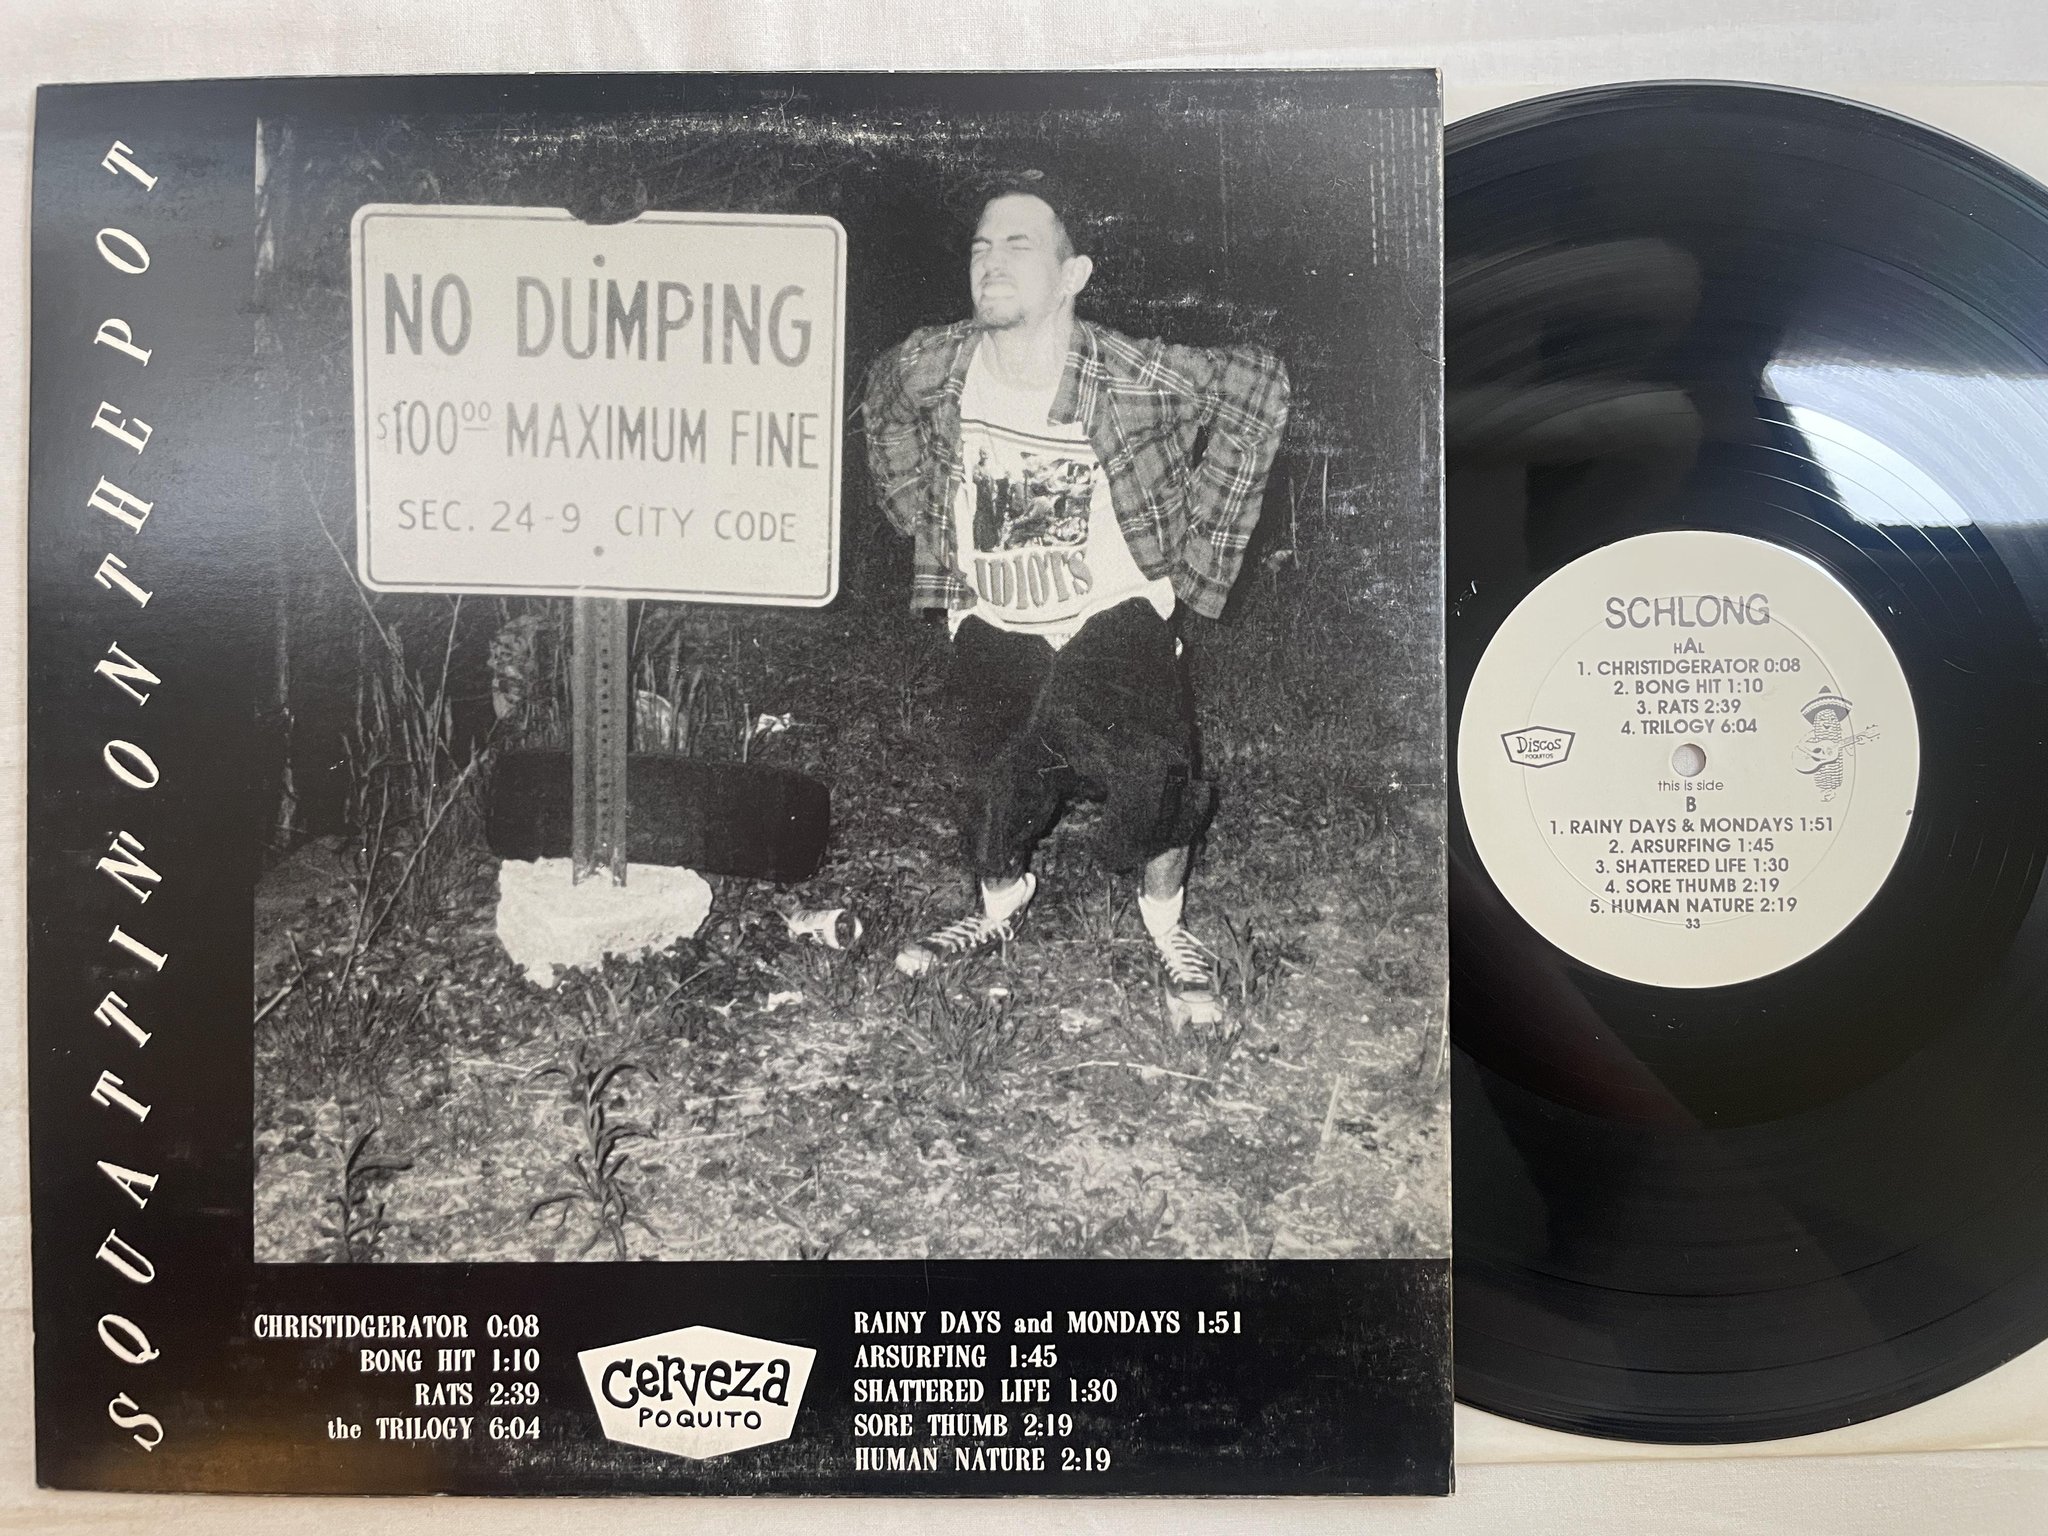 SQUATTIN ON THE POT
NO DUMPING
$10000 MAXIMUM FINE
SEC. 24-9 CITY CODE
IDIOTS
CHRISTIDGERATOR 0:08
BONG HIT 1:10
RATS 2:39
the TRILOGY 6:04
Cerveza
POQUITO
RAINY DAYS and MONDAYS 1:51
ARSURFING 1:45
SHATTERED LIFE 1:30
SORE THUMB 2:19
HUMAN NATURE 2:19
SCHLONG
HAL
1. CHRISTIDGERATOR 0:08
2. BONG HIT 1:10
3. RATS 2:39
4. TRILOGY 6:04
Discos
POQUITOS
this is side
B
1. RAINY DAYS & MONDAYS 1:51
2. ARSURFING 1:45
3. SHATTERED LIFE 1:30
4. SORE THUMB 2:19
5. HUMAN NATURE 2:19
33